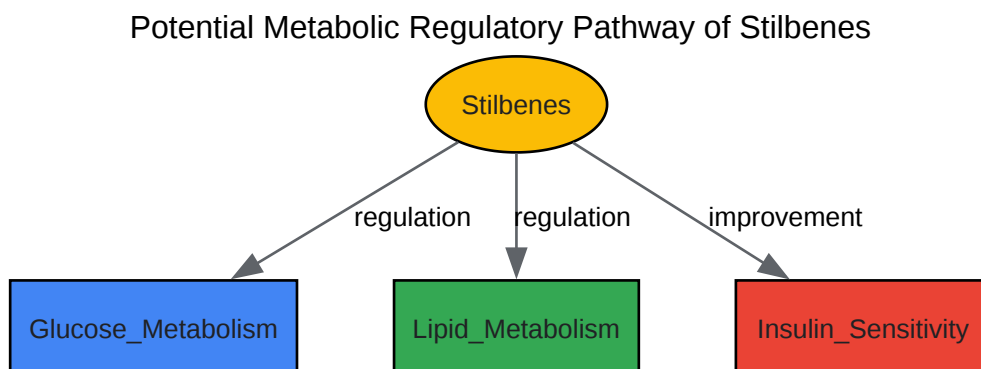 Potential Metabolic Regulatory Pathway of Stilbenes
Stilbenes
regulation
regulation
improvement
Glucose_Metabolism
Lipid_Metabolism
Insulin_Sensitivity